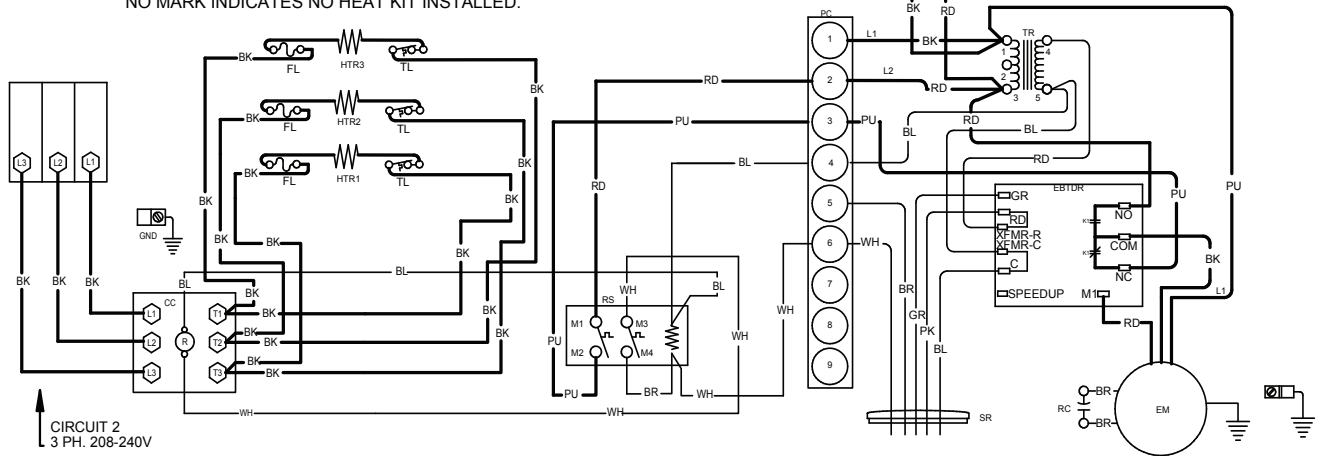 NO MARK INDICATES NO HEAT KIT INSTALLED.
BK RD
PC
L1 BK TR
1 1 4
BK HTR3 BK
FL TL
PU
L2
2 RD 2
RD 3 5
RD
BK HTR2
FL TL BK
PU 3 PU RD
BL
BL
L3 L2 L1
BK HTR1
FL TL BK
BL 4
RD
RD
PU PU
BK
BK
EBTDR
GR
5
RD
K1
NO
XFMR-R
XFMR-C
COM
K1
NC
C
GND
BK BK
6 WH
BK
BK
BL
BK BK BK
BL
BK
CC
L1 T1
BK
WH
BL
RS
WH
7
BR
SPEEDUP M1
L1
BK
R
L2 T2
BK
M1 M3
WH
GR
PK
RD
BK
PU
8
BL
L3 T3
BK
M2 M4
9
PU BR WH
BR
RC
EM
BR
WH WH
SR
CIRCUIT 2
3 PH. 208-240V